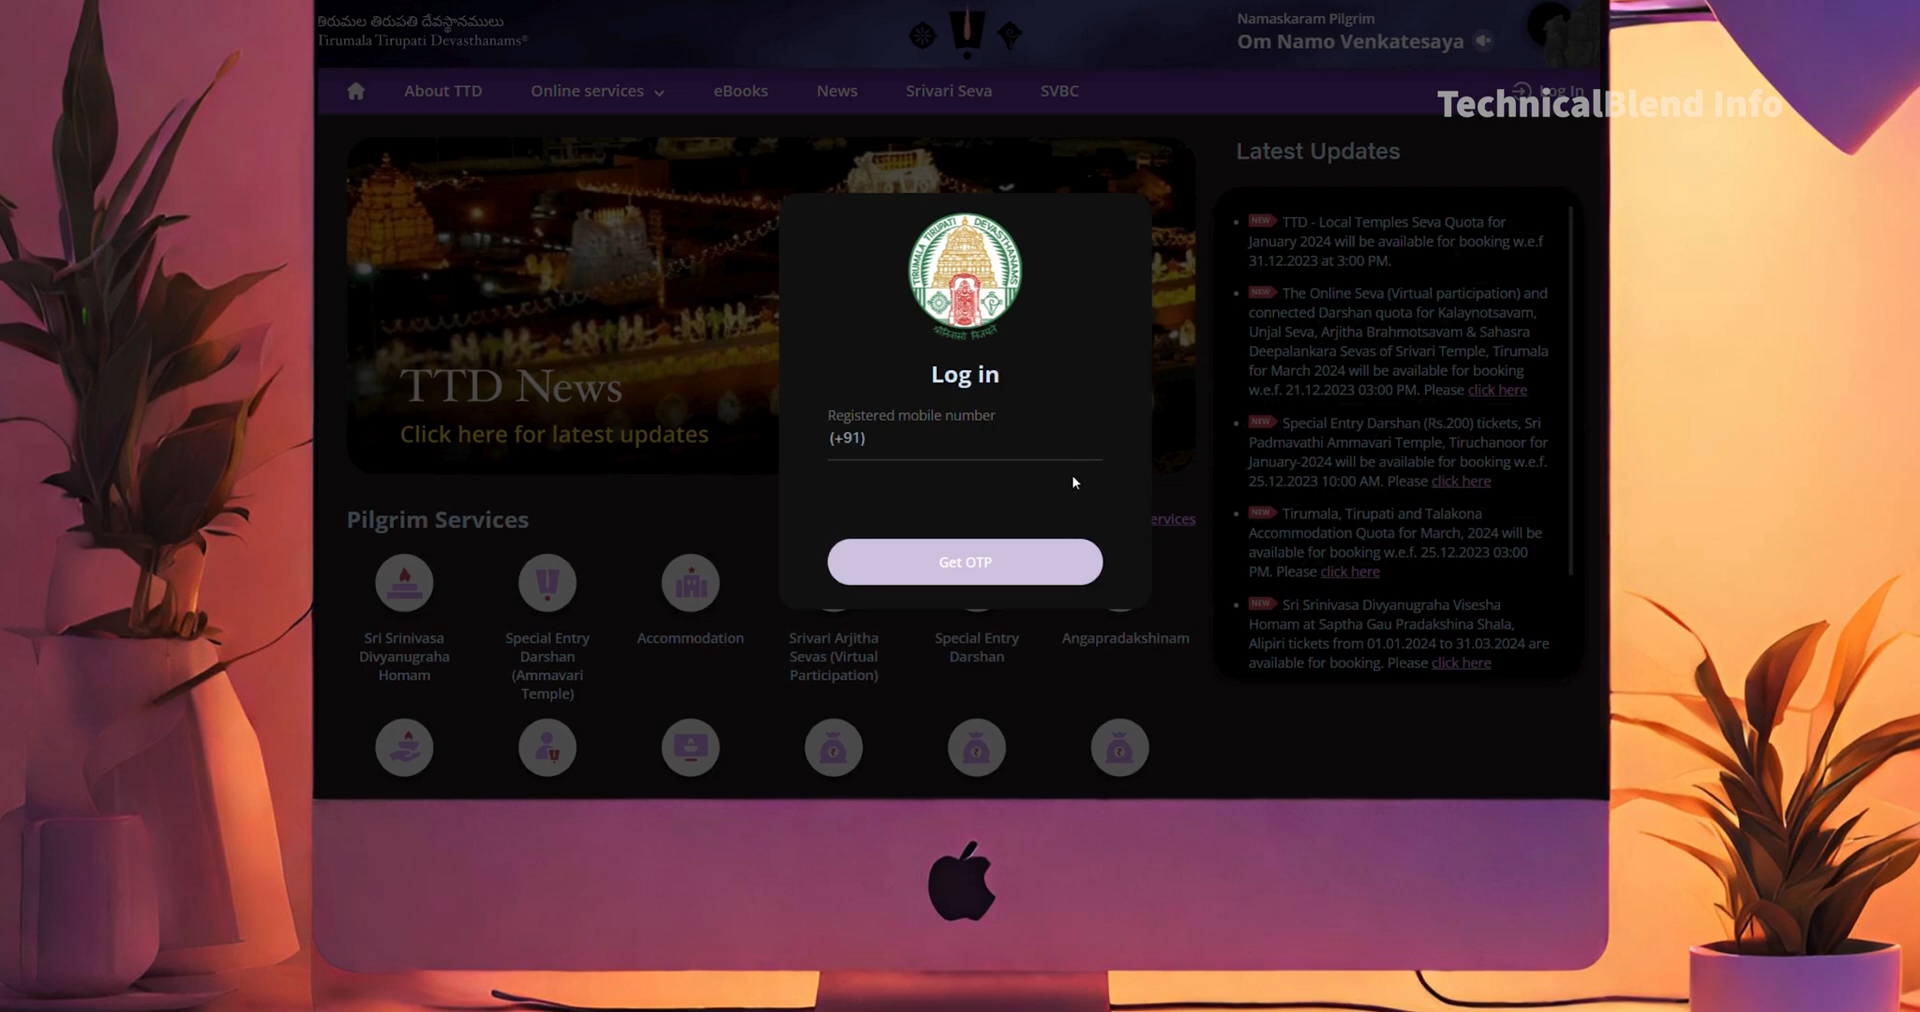 తిరుమల తిరుపతి దేవస్థానములు
Tirumala Tirupati Devasthanams®
Namaskaram Pilgrim
Om Namo Venkatesaya
About TTD
Online services
eBooks
News
Srivari Seva
SVBC
Log In
TechnicalBlend Info
TTD News
Click here for latest updates
TIRUMALA TIRUPATI DEVASTHANAMS
Log in
Registered mobile number
(+91)
Get OTP
Latest Updates
NEW TTD - Local Temples Seva Quota for
January 2024 will be available for booking w.e.f
31.12.2023 at 3:00 PM.
NEW The Online Seva (Virtual participation) and
connected Darshan quota for Kalaynotsavam,
Unjal Seva, Arjitha Brahmotsavam & Sahasra
Deepalankara Sevas of Srivari Temple, Tirumala
for March 2024 will be available for booking
w.e.f. 21.12.2023 03:00 PM. Please click here
NEW Special Entry Darshan (Rs.200) tickets, Sri
Padmavathi Ammavari Temple, Tiruchanoor for
January-2024 will be available for booking w.e.f.
25.12.2023 10:00 AM. Please click here
NEW Tirumala, Tirupati and Talakona
Accommodation Quota for March, 2024 will be
available for booking w.e.f. 25.12.2023 03:00
PM. Please click here
NEW Sri Srinivasa Divyanugraha Visesha
Homam at Saptha Gau Pradakshina Shala,
Alipiri tickets from 01.01.2024 to 31.03.2024 are
available for booking. Please click here
Pilgrim Services
ervices
Sri Srinivasa
Divyanugraha
Homam
Special Entry
Darshan
(Ammavari
Temple)
Accommodation
Srivari Arjitha
Sevas (Virtual
Participation)
Special Entry
Darshan
Angapradakshinam